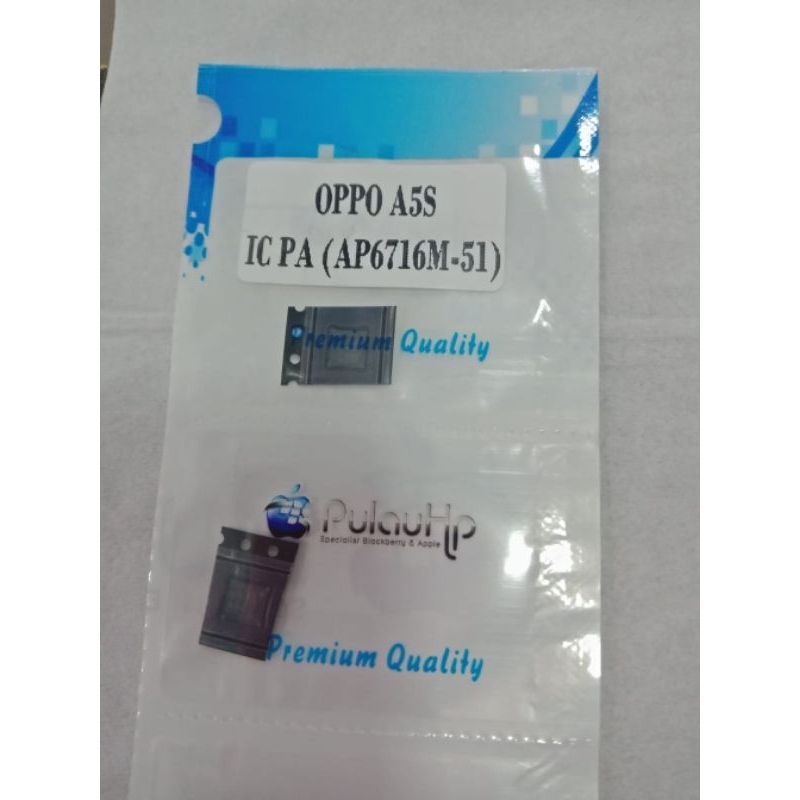 OPPO A5S
IC PA (AP6716M-51)
Premium Quality
PulauHp
Specialist Blackberry & Apple
Premium Quality